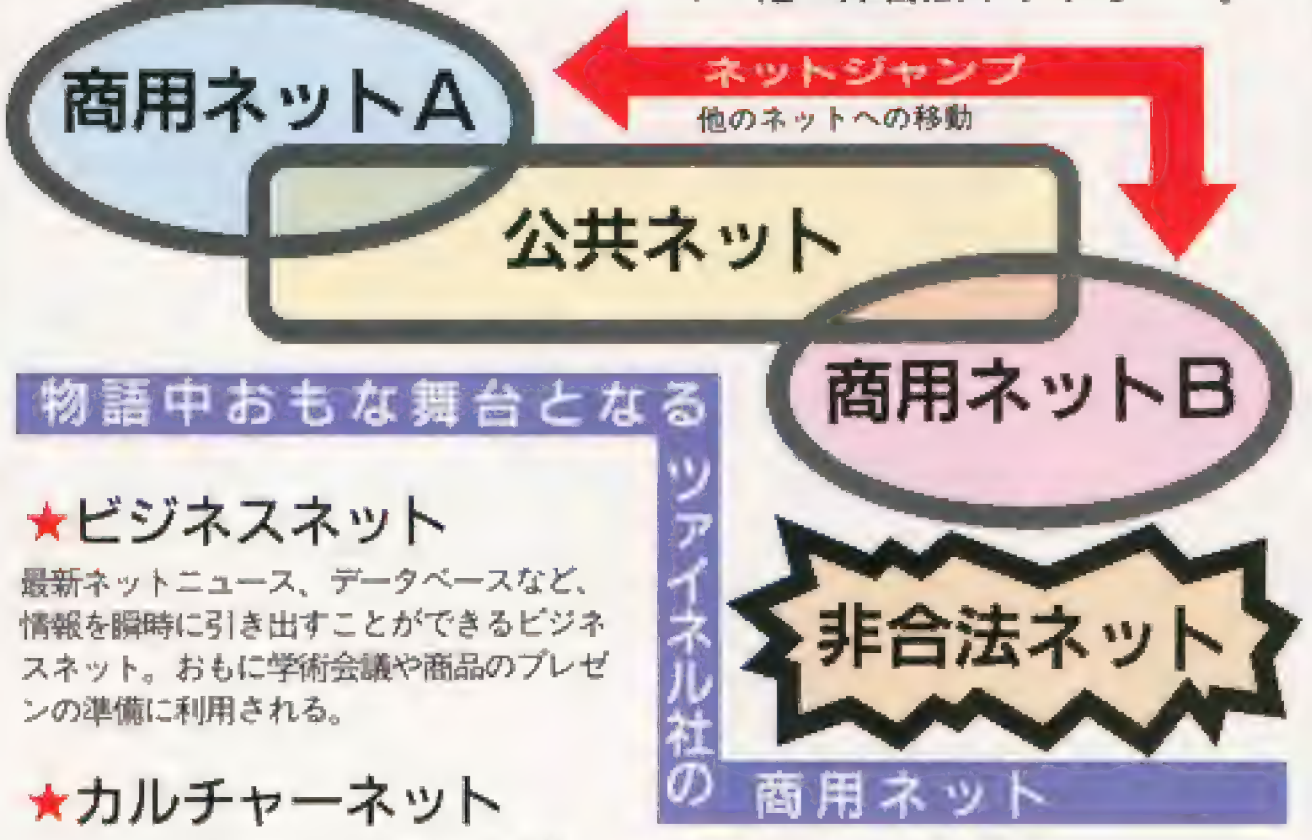 商用ネットA
ネットジャンプ
他のネットへの移動
公共ネット
商用ネットB
非合法ネット
物語中おもな舞台となる
ツァイネル社の
商用ネット
★ビジネスネット
最新ネットニュース、データベースなど、
情報を瞬時に引き出すことができるビジネ
スネット。おもに学術会議や商品のプレゼ
ンの準備に利用される。
★カルチャーネット